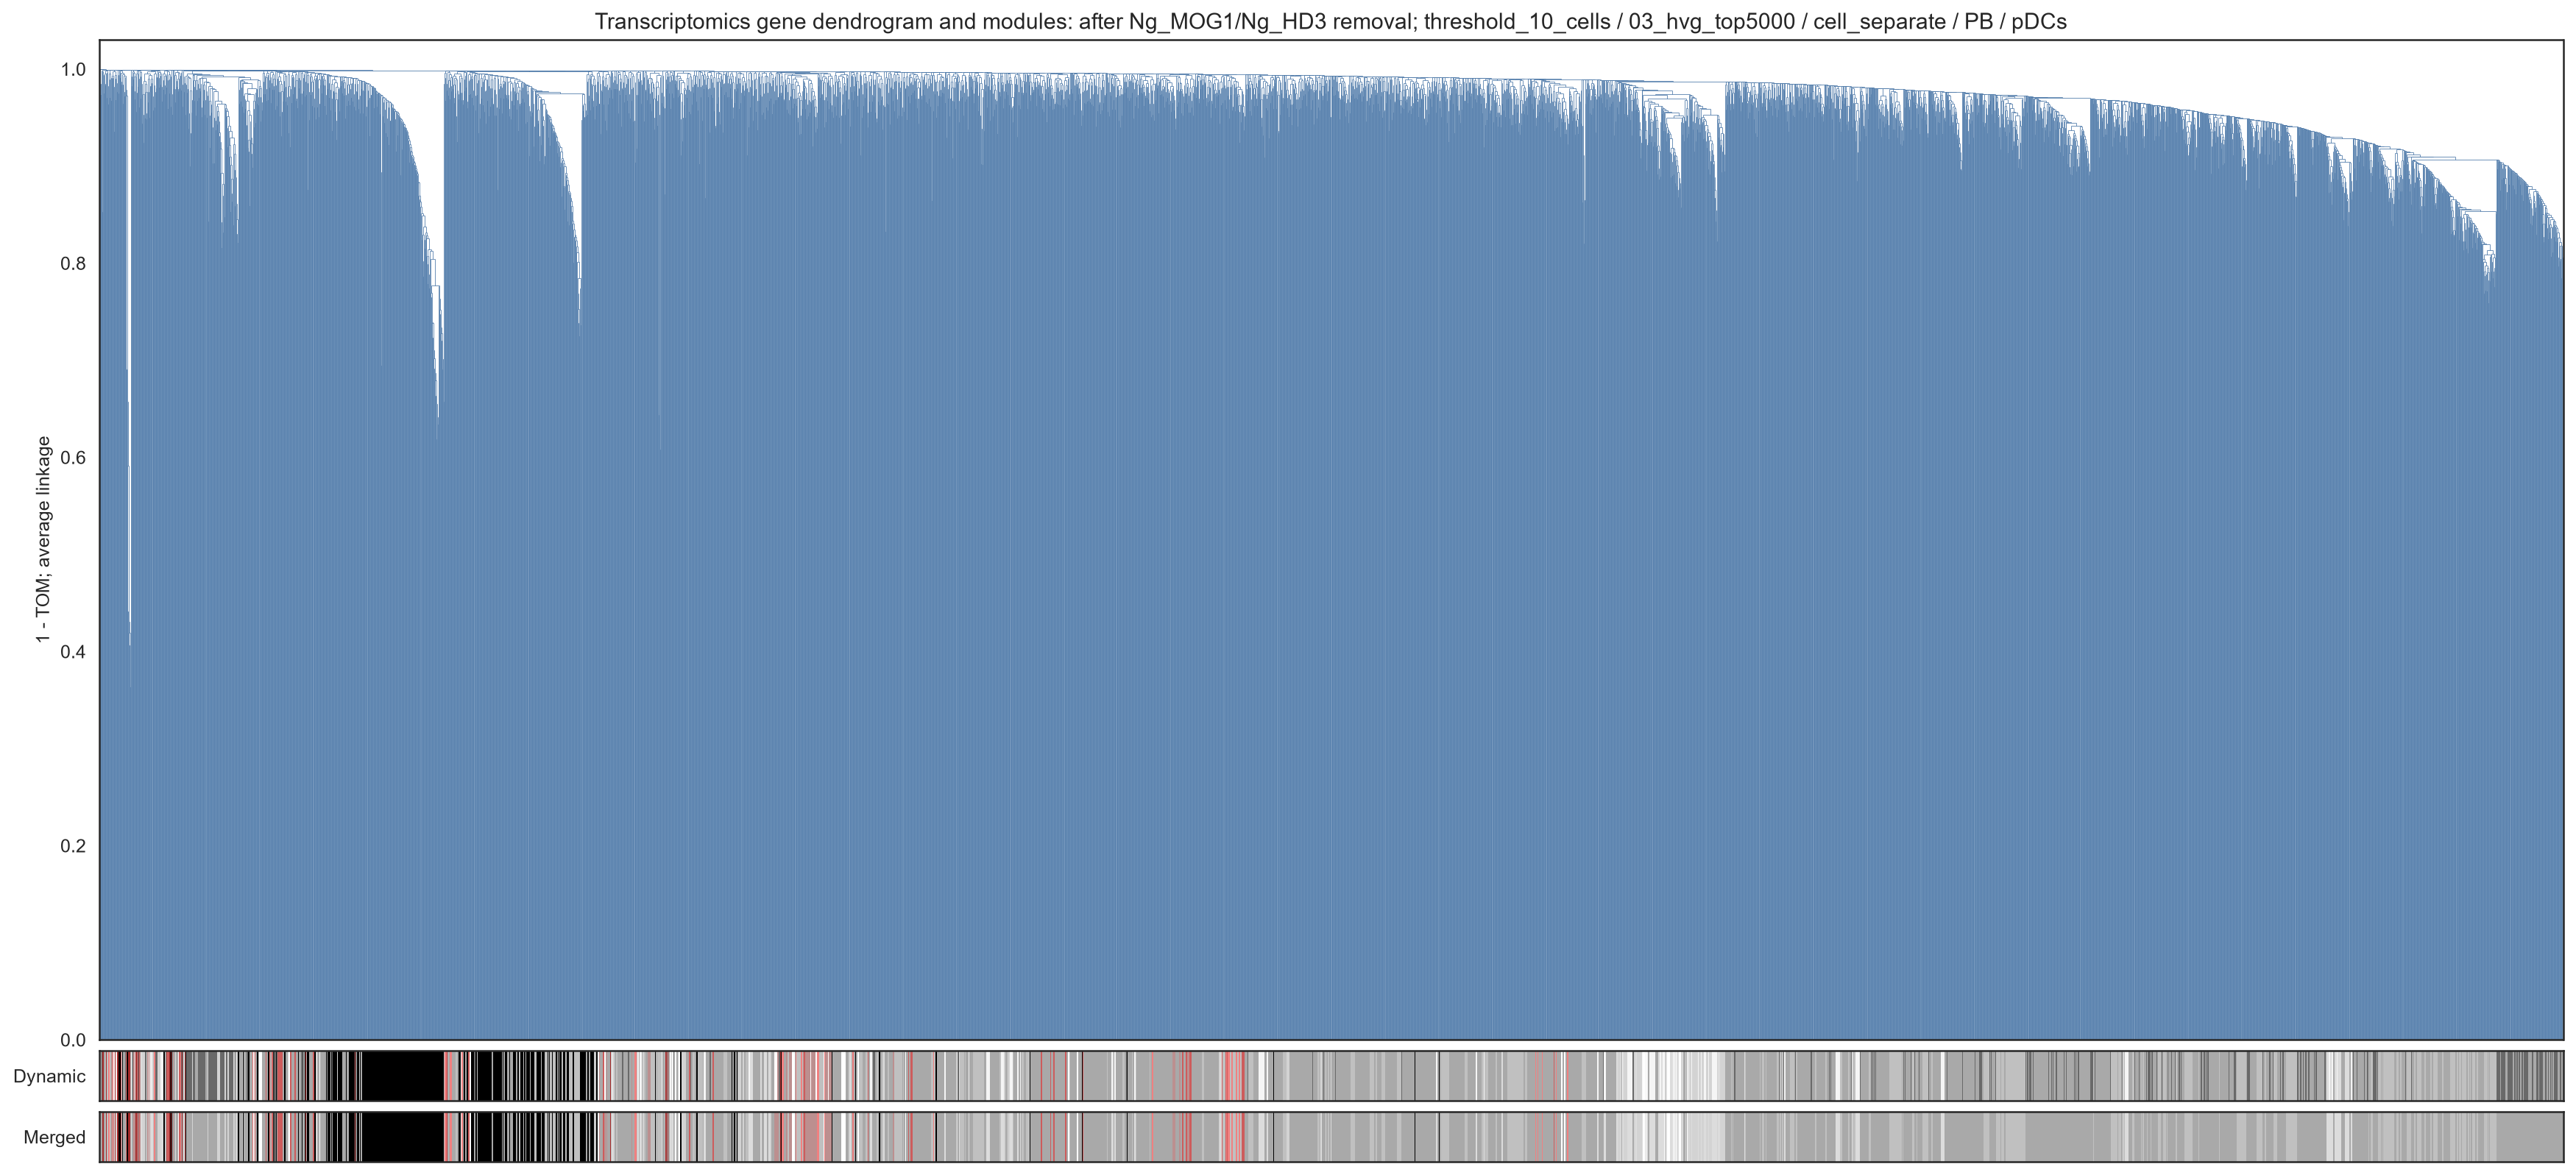 Transcriptomics gene dendrogram and modules: after Ng_MOG1/Ng_HD3 removal; threshold_10_cells / 03_hvg_top5000 / cell_separate / PB / pDCs
1.0
0.8
0.6
0.4
0.2
0.0
1 - TOM; average linkage
Dynamic
Merged